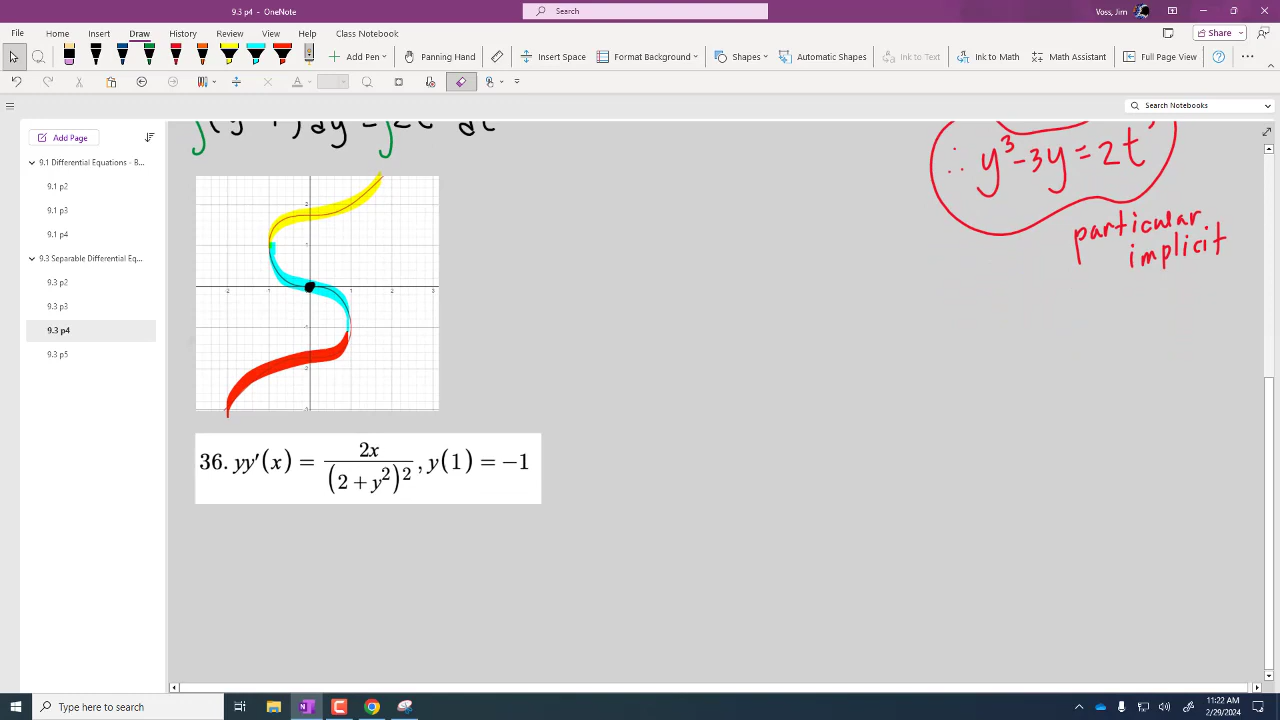 9.3 p4 - OneNote
Search
Voss, Jim
File Home Insert Draw View Help Class Notebook
Share
Add Pen
Panning Hand
Insert Space
Format Background
Shapes
Automatic Shapes
Ink to Text
Ink to Math
Math Assistant
Full Page View
Search Notebooks
Add Page
9.1 Differential Equations - B...
9.1 p2
9.1 p3
9.1 p4
9.3 Separable Differential Eq...
9.3 p2
9.3 p3
9.3 p4
9.3 p5
∴ y³-3y=2t
particular
implicit
36. yy′(x) = 2x/(2 + y²)², y(1) = −1
Type here to search
11:22 AM
2/29/2024